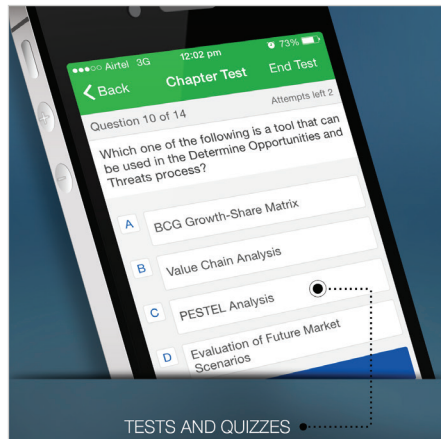 Airtel 3G 12:02 pm 73%
Back Chapter Test End Test
Question 10 of 14 Attempts left 2
Which one of the following is a tool that can
be used in the Determine Opportunities and
Threats process?
A BCG Growth-Share Matrix
B Value Chain Analysis
C PESTEL Analysis
D Evaluation of Future Market
Scenarios
TESTS AND QUIZZES